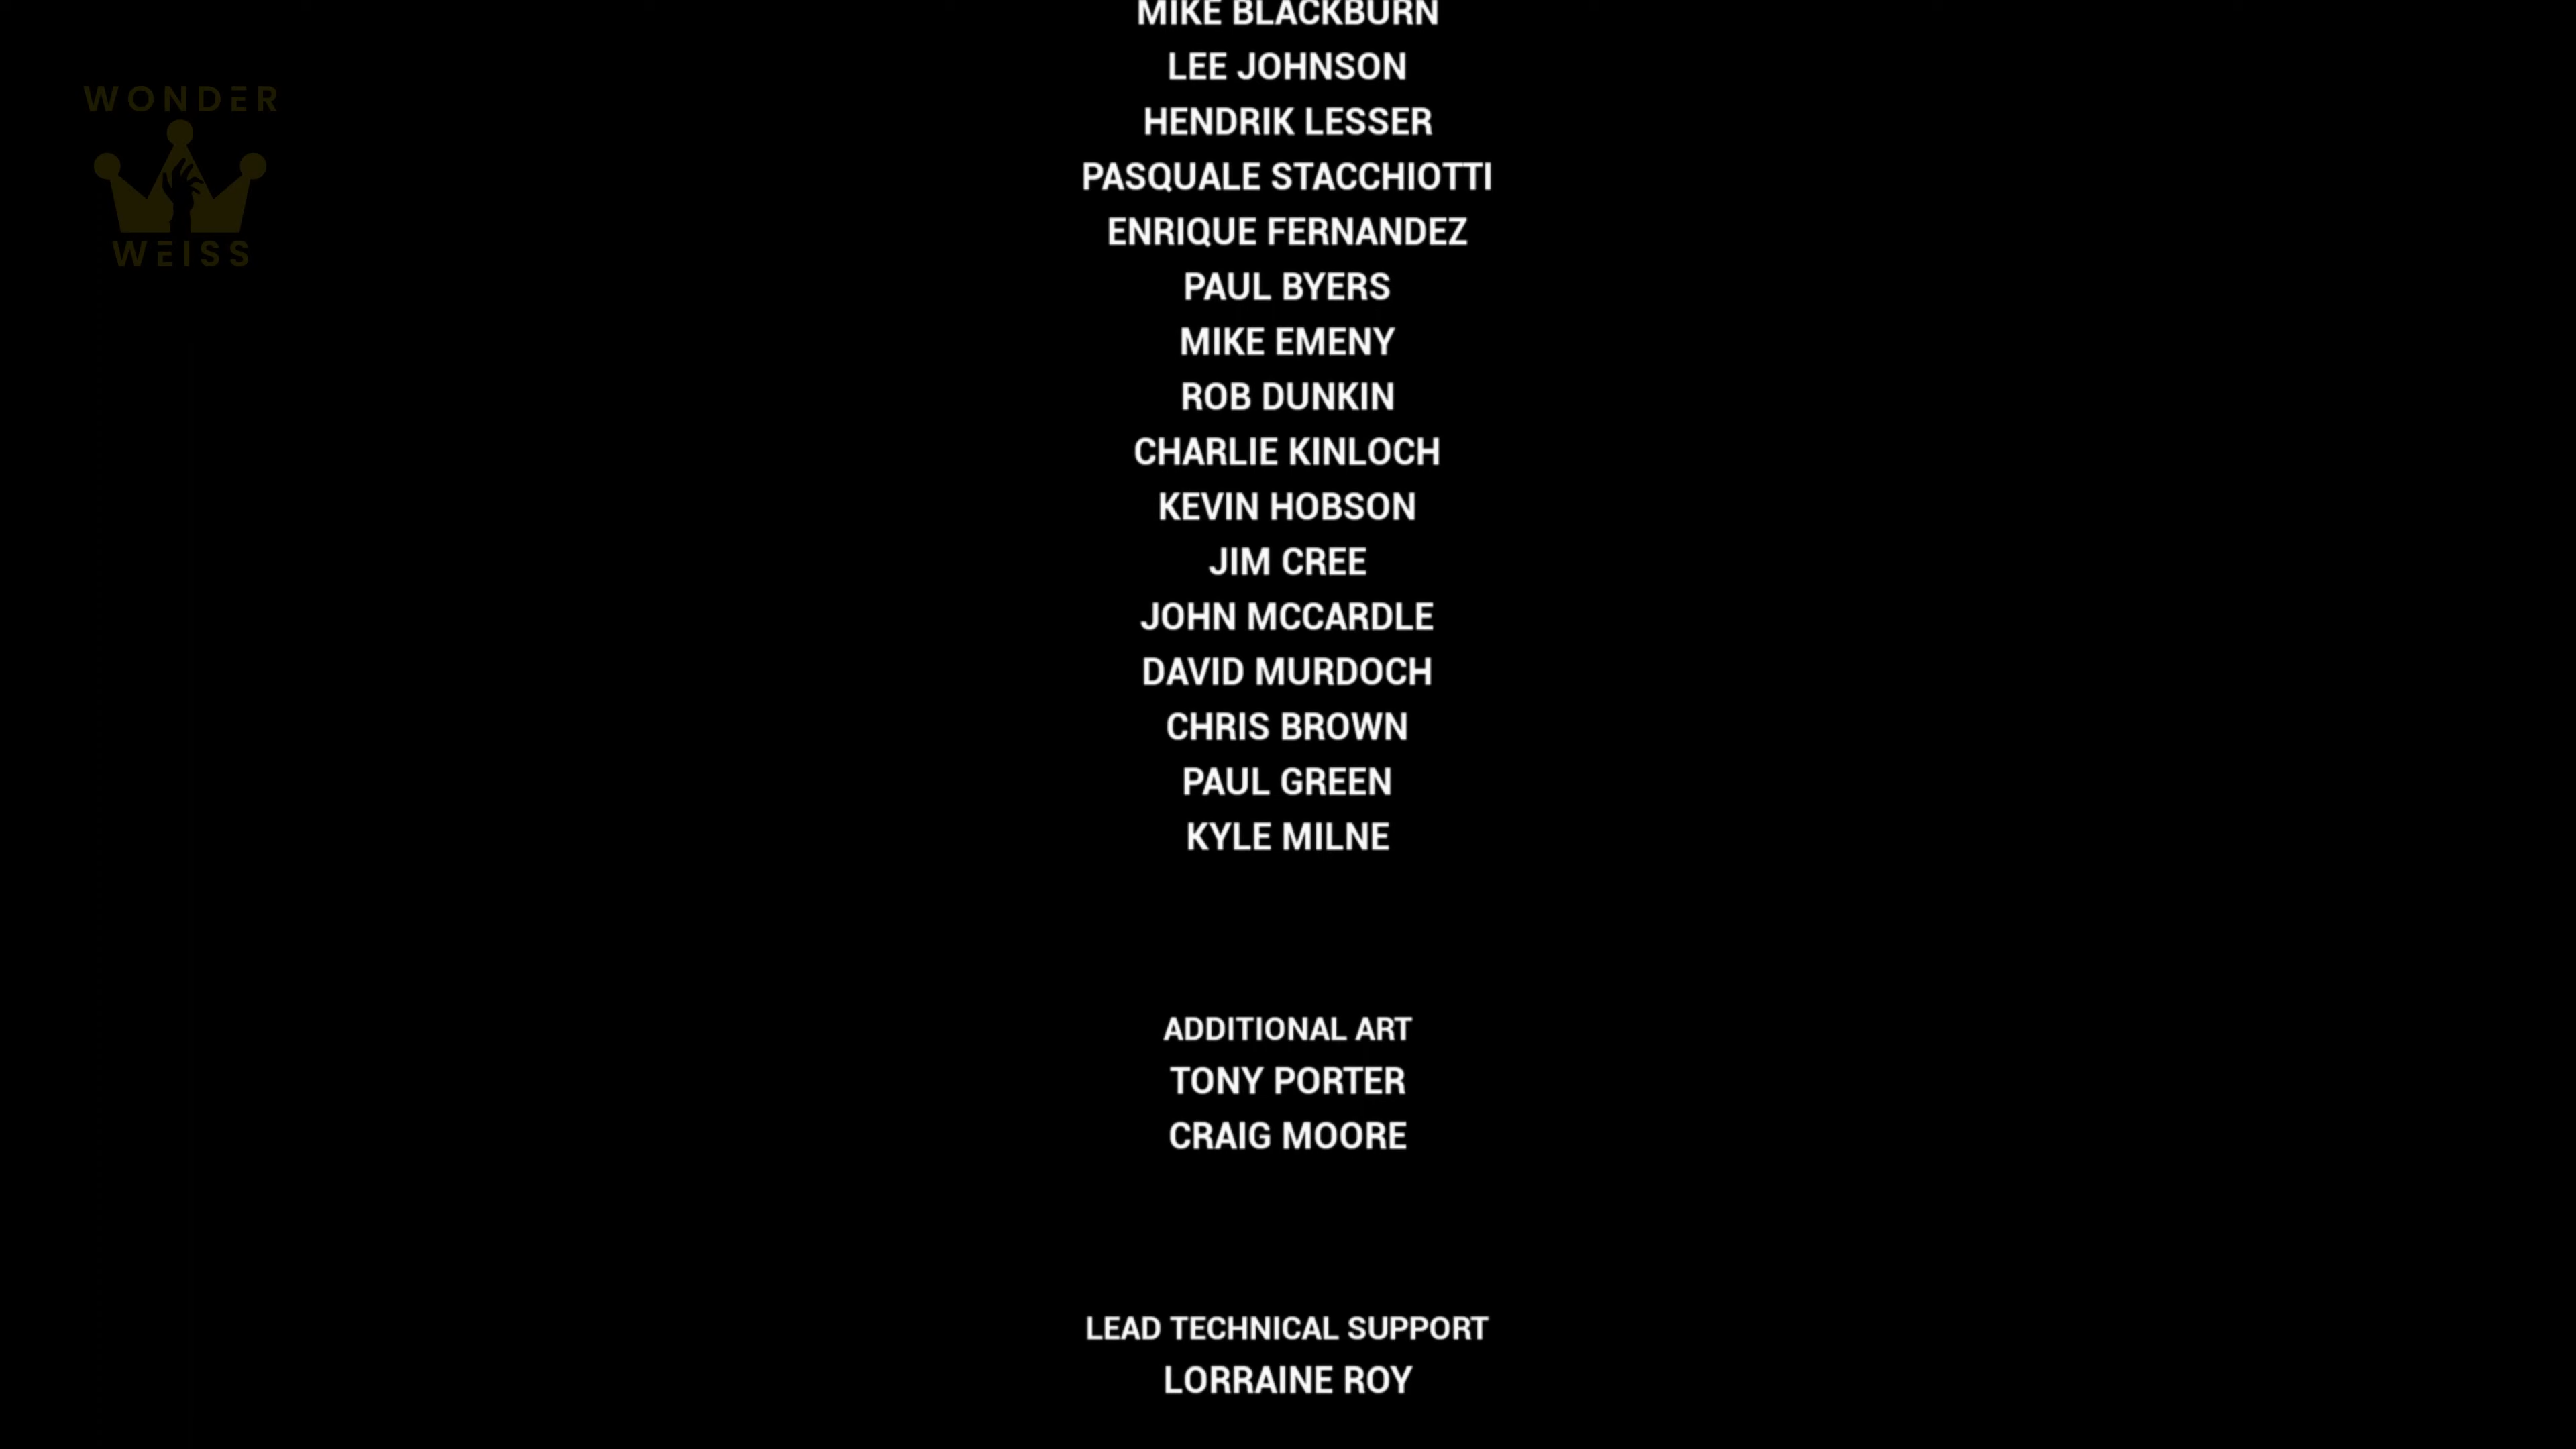 MIKE BLACKBURN
WONDER
WEISS
LEE JOHNSON
HENDRIK LESSER
PASQUALE STACCHIOTTI
ENRIQUE FERNANDEZ
PAUL BYERS
MIKE EMENY
ROB DUNKIN
CHARLIE KINLOCH
KEVIN HOBSON
JIM CREE
JOHN MCCARDLE
DAVID MURDOCH
CHRIS BROWN
PAUL GREEN
KYLE MILNE
ADDITIONAL ART
TONY PORTER
CRAIG MOORE
LEAD TECHNICAL SUPPORT
LORRAINE ROY